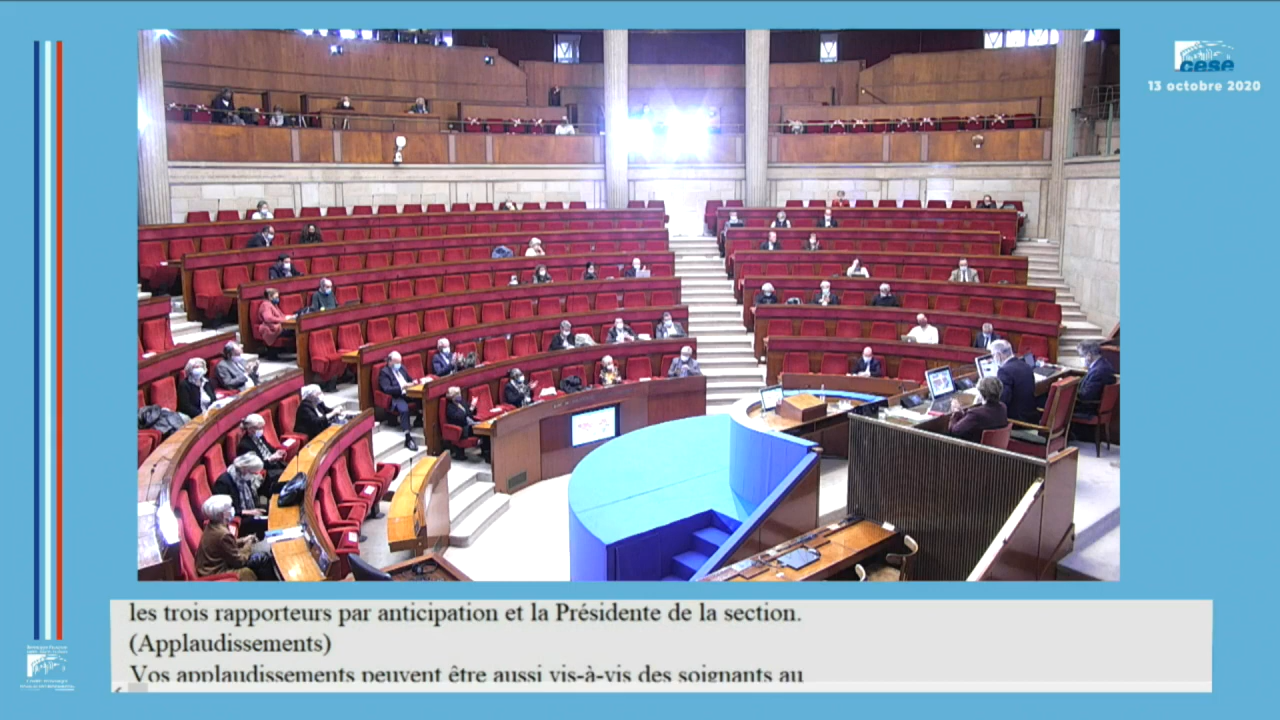 cese
13 octobre 2020
les trois rapporteurs par anticipation et la Présidente de la section.
(Applaudissements)
Vos applaudissements peuvent être aussi vis-à-vis des soignants au